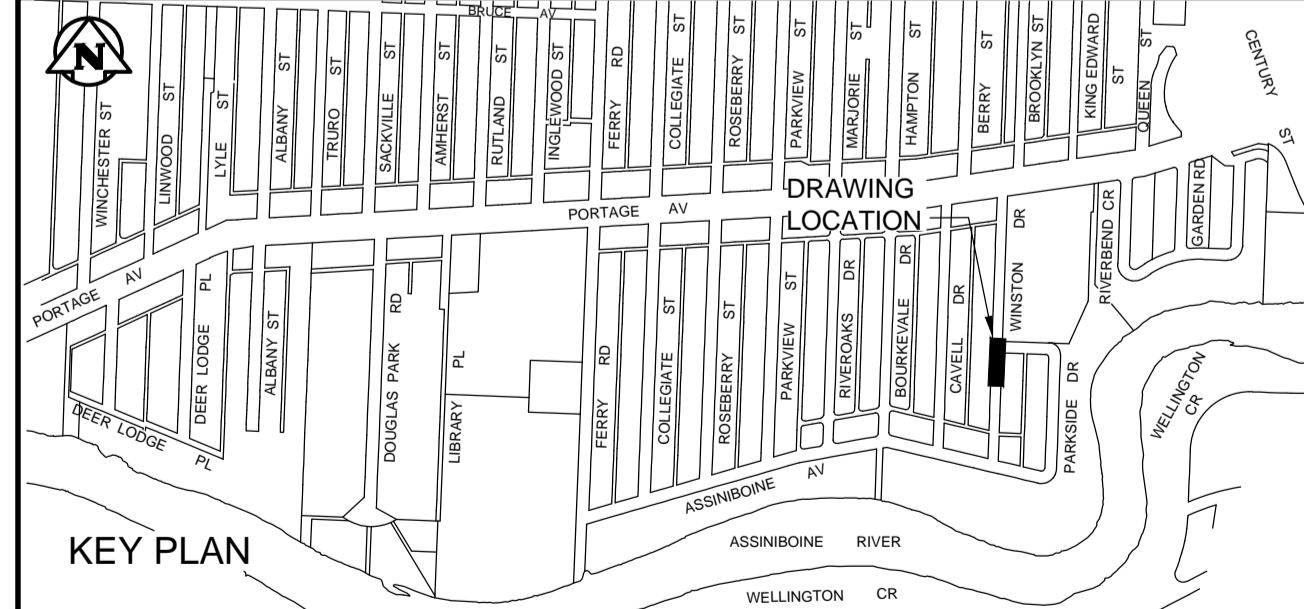 N
BRUCE AV
WINCHESTER ST
LINWOOD ST
LYLE ST
ALBANY ST
TRURO ST
SACKVILLE ST
AMHERST ST
RUTLAND ST
INGLEWOOD ST
FERRY RD
COLLEGIATE ST
ROSEBERRY ST
PARKVIEW ST
MARJORIE ST
HAMPTON ST
BERRY ST
BROOKLYN ST
KING EDWARD ST
QUEEN ST
CENTURY ST
DRAWING
LOCATION
PORTAGE AV
PORTAGE AV
DEER LODGE PL
ALBANY ST
DOUGLAS PARK RD
LIBRARY PL
FERRY RD
COLLEGIATE ST
ROSEBERRY ST
PARKVIEW ST
RIVEROAKS DR
BOURKEVALE DR
CAVELL DR
WINSTON DR
RIVERBEND CR
GARDEN RD
PARKSIDE DR
WELLINGTON CR
DEER LODGE PL
ASSINIBOINE AV
KEY PLAN
ASSINIBOINE RIVER
WELLINGTON CR